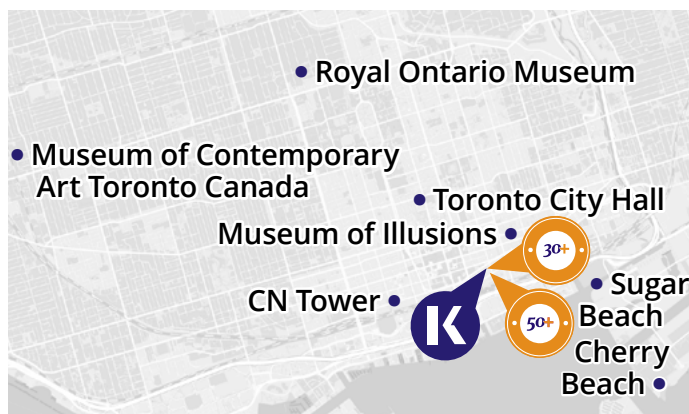 Royal Ontario Museum
Museum of Contemporary
Art Toronto Canada
Toronto City Hall
Museum of Illusions
30+
CN Tower
K
50+
Sugar
Beach
Cherry
Beach